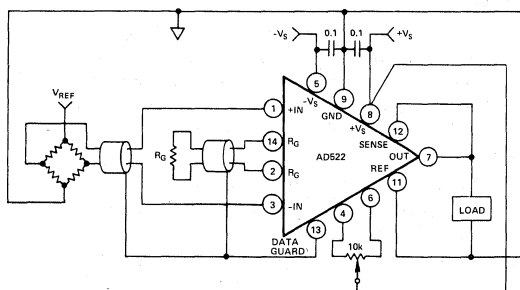 -Vs
0.1
0.1
+Vs
5
-Vs
9
GND
8
+Vs
VREF
1
+IN
12
SENSE
RG
14
RG
AD522
OUT
7
2
RG
REF
11
3
-IN
4
6
LOAD
DATA
GUARD
13
10k